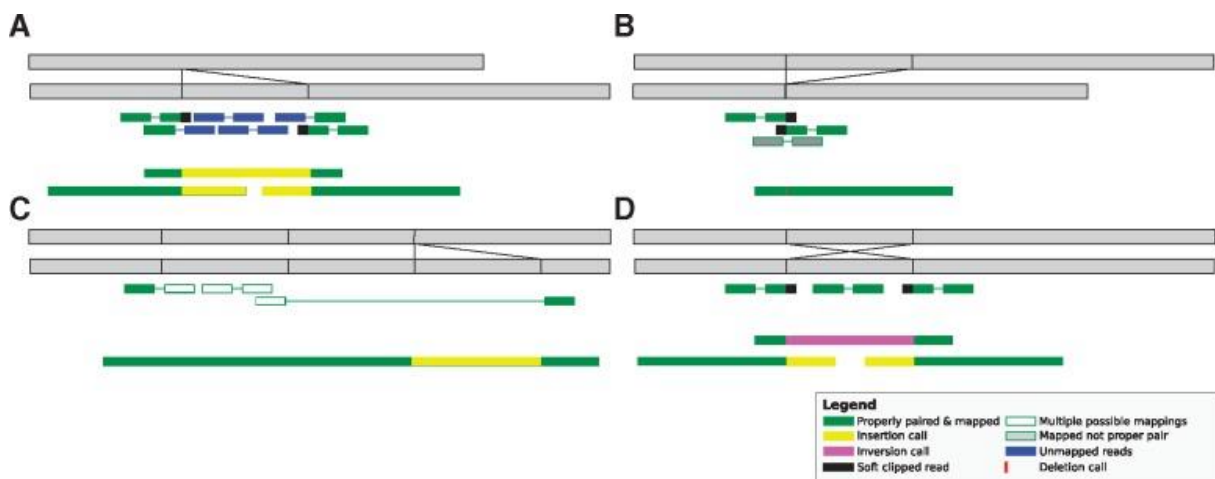 A
B
C
D
Legend
Properly paired & mapped
Multiple possible mappings
Insertion call
Mapped not proper pair
Inversion call
Unmapped reads
Soft clipped read
Deletion call